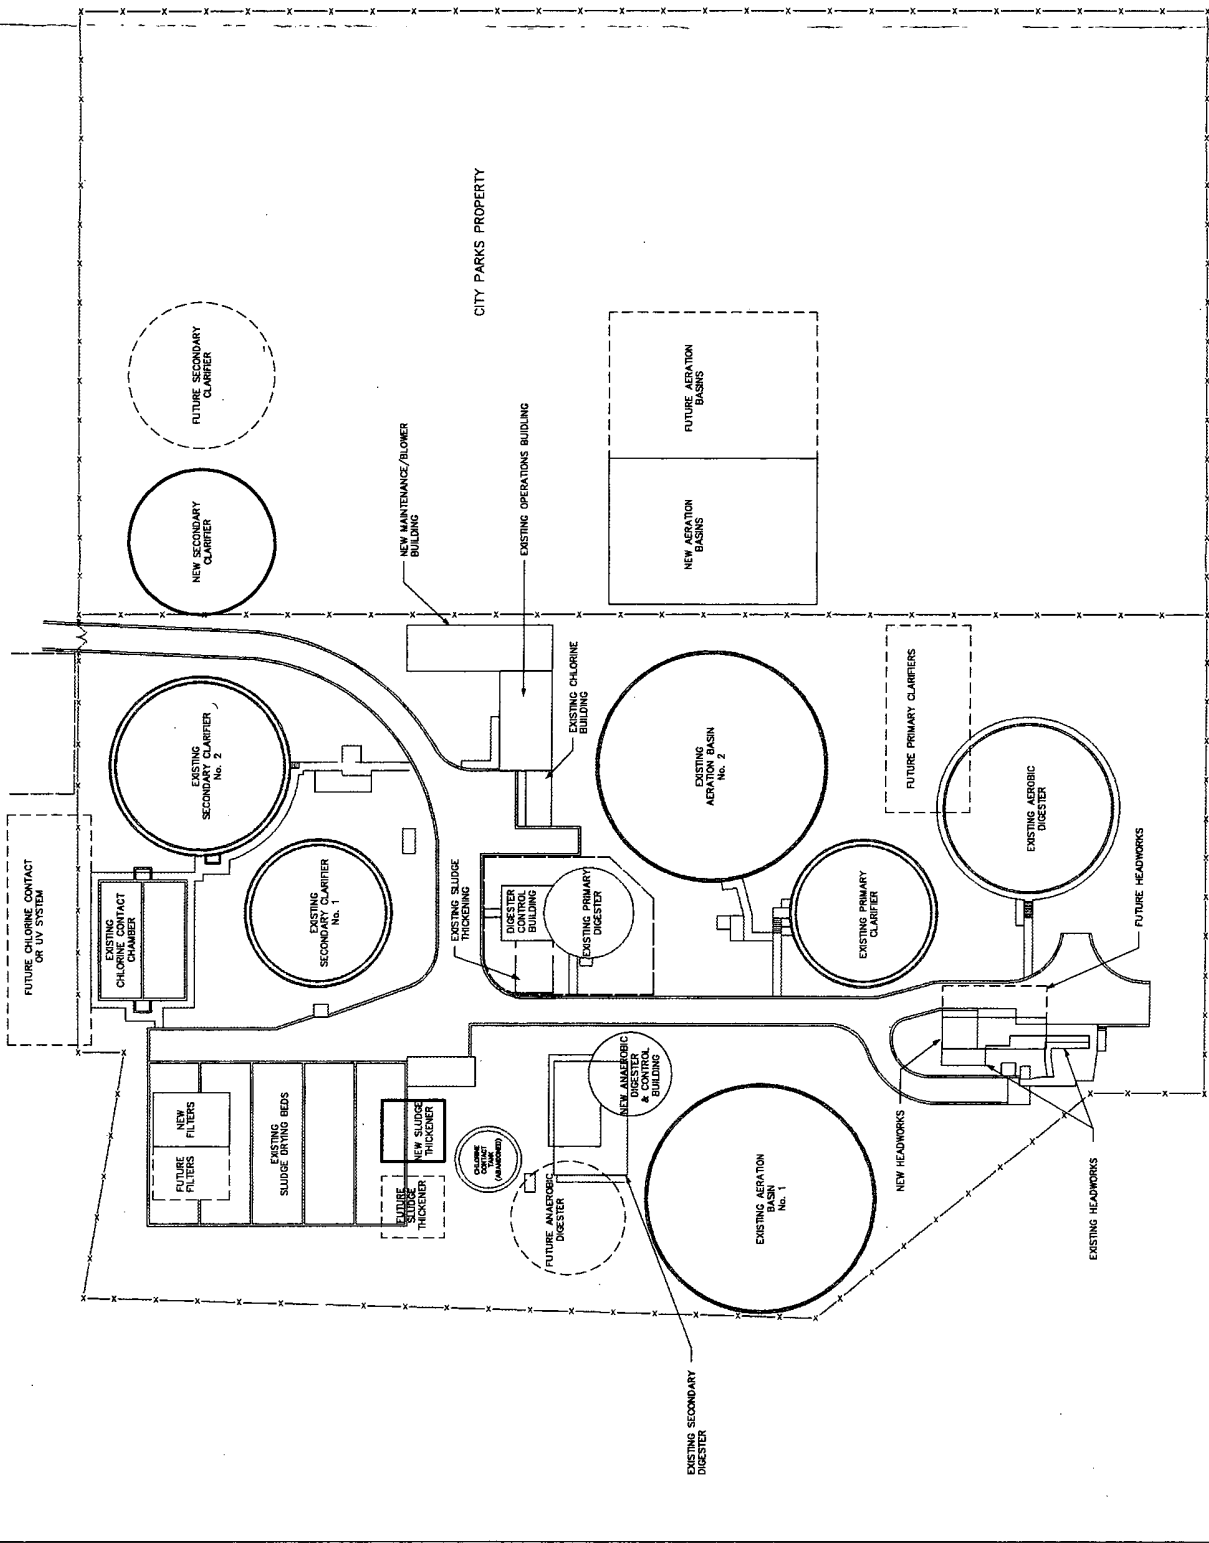 CITY PARKS PROPERTY
FUTURE SECONDARY
CLARIFIER
NEW SECONDARY
CLARIFIER
NEW MAINTENANCE/BLOWER
BUILDING
EXISTING OPERATIONS BUIDLING
FUTURE AERATION
BASINS
NEW AERATION
BASINS
EXISTING CHLORINE
BUILDING
EXISTING
SECONDARY CLARIFIER
No. 2
EXISTING
AERATION BASIN
No. 2
FUTURE PRIMARY CLARIFIERS
EXISTING AEROBIC
DIGESTER
FUTURE CHLORINE CONTACT
OR UV SYSTEM
EXISTING
CHLORINE CONTACT
CHAMBER
EXISTING
SECONDARY CLARIFIER
No. 1
EXISTING SLUDGE
THICKENING
DIGESTER
CONTROL
BUILDING
EXISTING PRIMARY
DIGESTER
EXISTING PRIMARY
CLARIFIER
FUTURE HEADWORKS
NEW
FILTERS
FUTURE
FILTERS
EXISTING
SLUDGE DRYING BEDS
NEW SLUDGE
THICKENER
FUTURE
SLUDGE
THICKENER
CHLORINE
CONTACT
TANK
(ABANDONED)
NEW ANAEROBIC
DIGESTER
& CONTROL
BUILDING
FUTURE ANAEROBIC
DIGESTER
EXISTING AERATION
BASIN
No. 1
NEW HEADWORKS
EXISTING HEADWORKS
EXISTING SECONDARY
DIGESTER